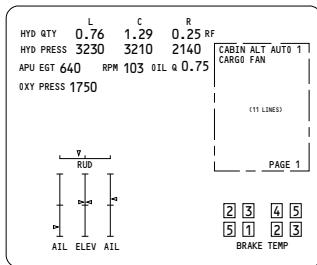 L C R
HYD QTY 0.76 1.29 0.25 RF
HYD PRESS 3230 3210 2140
APU EGT 640 RPM 103 OIL Q 0.75
OXY PRESS 1750
CABIN ALT AUTO 1
CARGO FAN
(11 LINES)
PAGE 1
RUD
AIL ELEV AIL
2 3 4 5
5 1 2 3
BRAKE TEMP